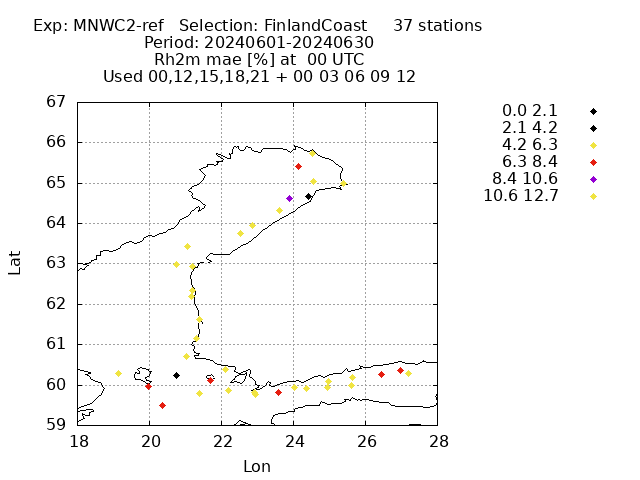 Exp: MNWC2-ref   Selection: FinlandCoast     37 stations
Period: 20240601-20240630
Rh2m mae [%] at  00 UTC
Used 00,12,15,18,21 + 00 03 06 09 12
0.0 2.1
2.1 4.2
4.2 6.3
6.3 8.4
8.4 10.6
10.6 12.7
67
66
65
64
63
62
61
60
59
Lat
18 20 22 24 26 28
Lon